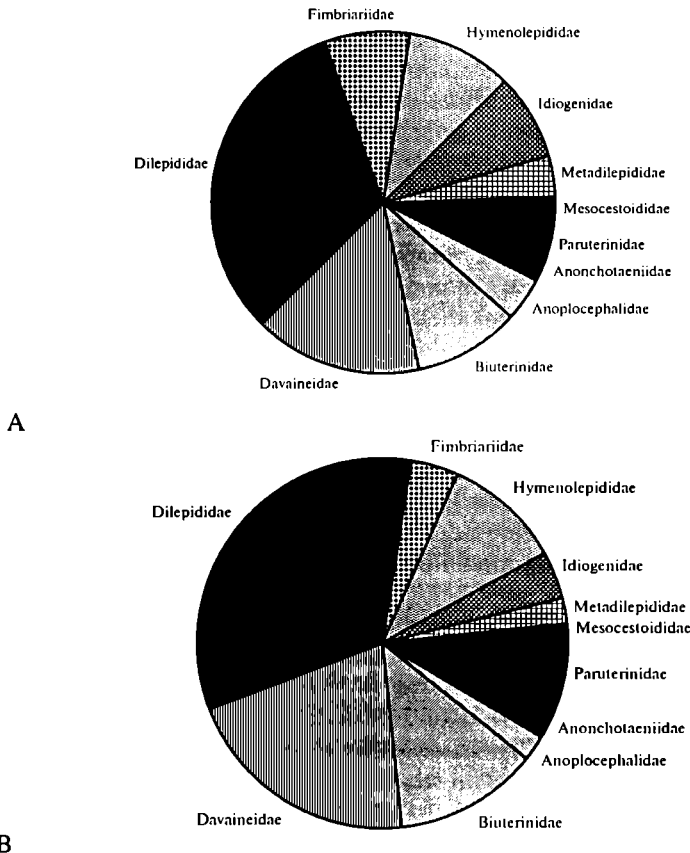 Fimbriariidae
Hymenolepididae
Idiogenidae
Dilepididae
Metadilepididae
Mesocestoididae
Paruterinidae
Anonchotaeniidae
Anoplocephalidae
Biuterinidae
Davaineidae
A
Fimbriariidae
Hymenolepididae
Dilepididae
Idiogenidae
Metadilepididae
Mesocestoididae
Paruterinidae
Anonchotaeniidae
Anoplocephalidae
Davaineidae
Biuterinidae
B